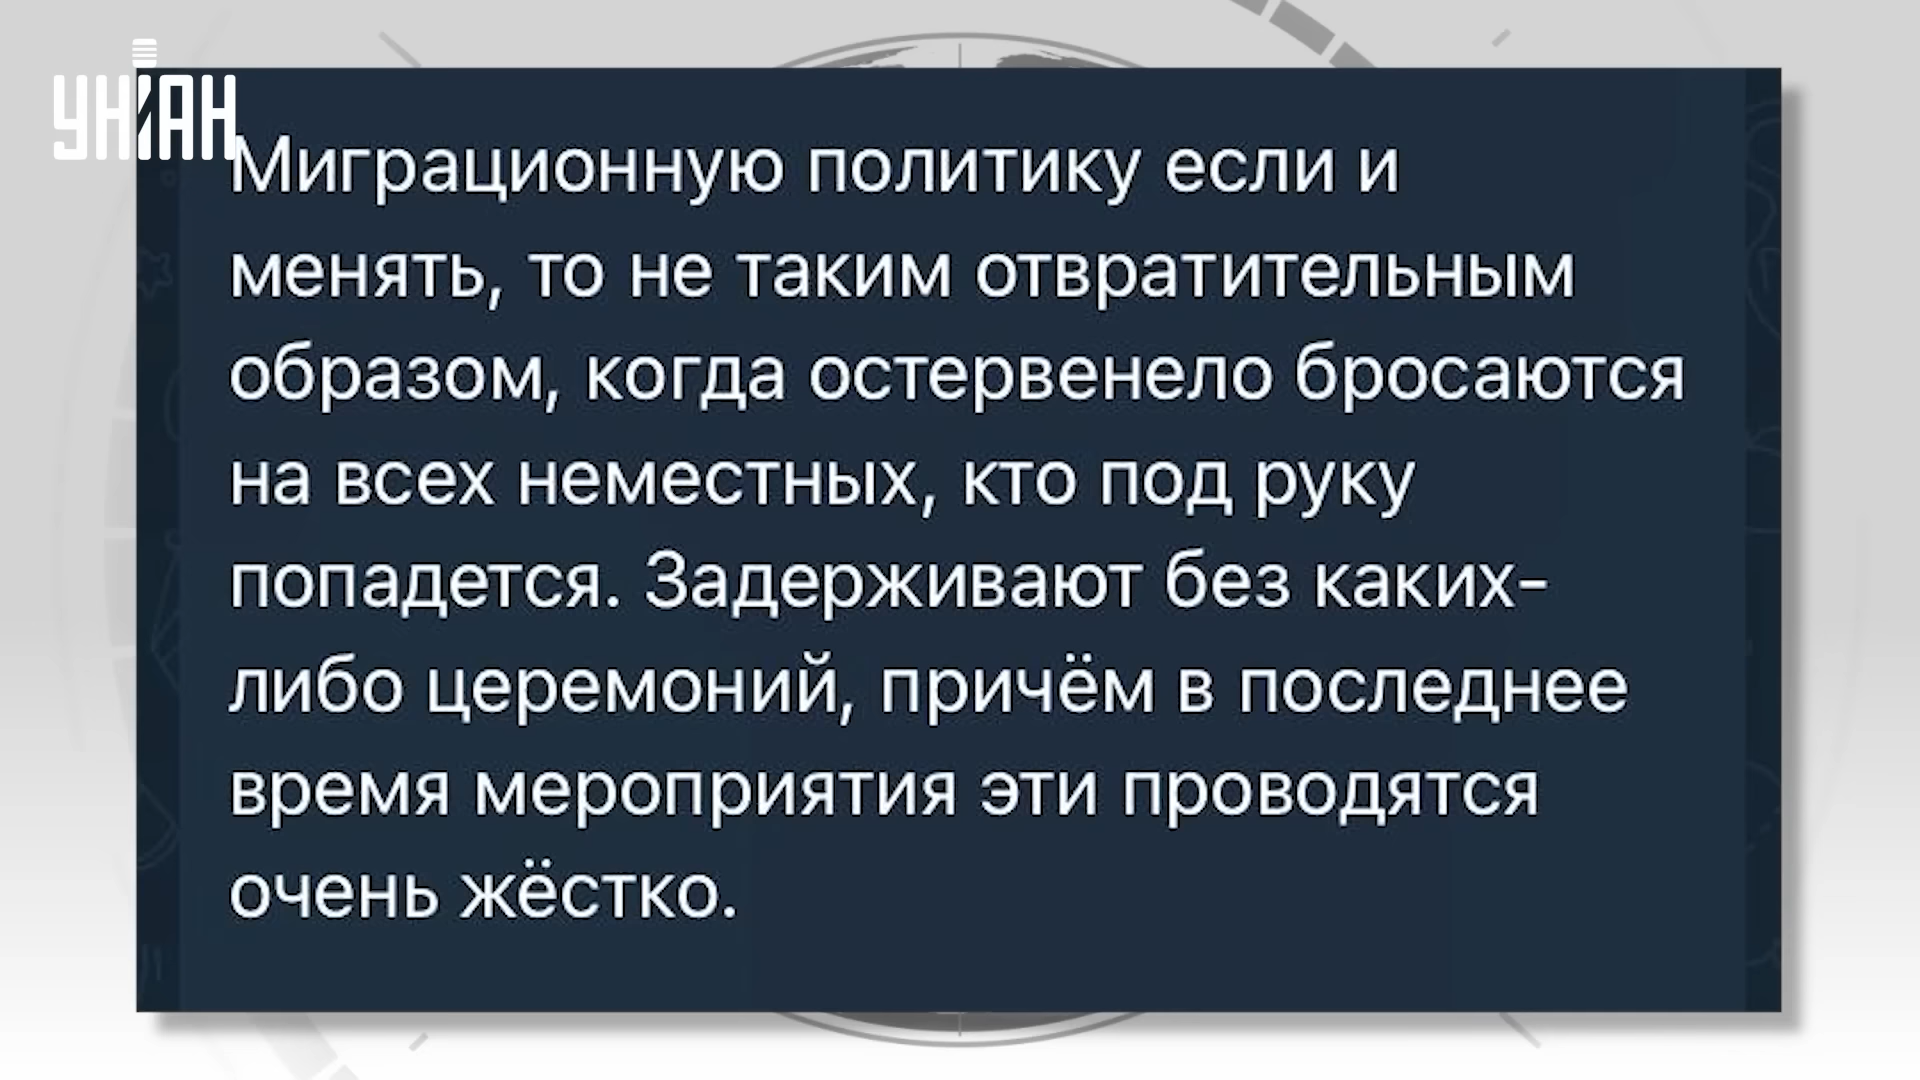 УНІАН
Миграционную политику если и
менять, то не таким отвратительным
образом, когда остервенело бросаются
на всех неместных, кто под руку
попадется. Задерживают без каких-
либо церемоний, причём в последнее
время мероприятия эти проводятся
очень жёстко.